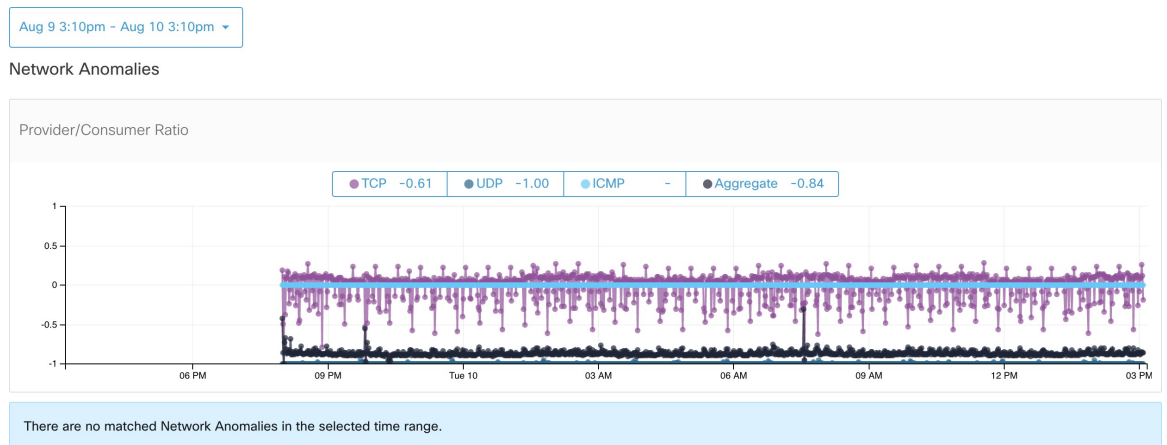 Aug 9 3:10pm - Aug 10 3:10pm
Network Anomalies
Provider/Consumer Ratio
TCP -0.61 UDP -1.00 ICMP - Aggregate -0.84
1
0.5
0
-0.5
-1
06 PM 09 PM Tue 10 03 AM 06 AM 09 AM 12 PM 03 PM
There are no matched Network Anomalies in the selected time range.